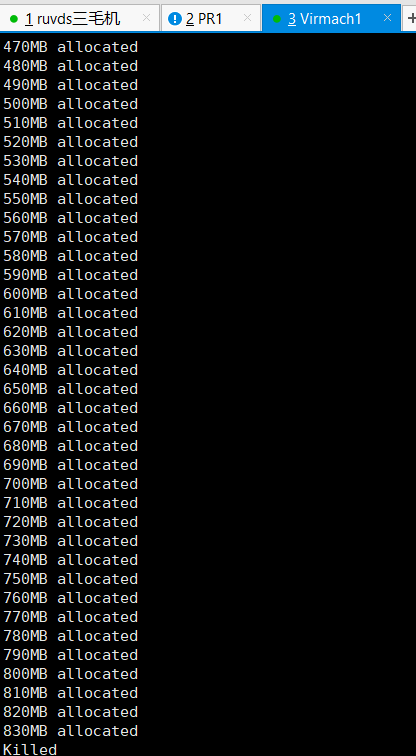 1 ruvds三毛机 2 PR1 3 Virmach1
470MB allocated
480MB allocated
490MB allocated
500MB allocated
510MB allocated
520MB allocated
530MB allocated
540MB allocated
550MB allocated
560MB allocated
570MB allocated
580MB allocated
590MB allocated
600MB allocated
610MB allocated
620MB allocated
630MB allocated
640MB allocated
650MB allocated
660MB allocated
670MB allocated
680MB allocated
690MB allocated
700MB allocated
710MB allocated
720MB allocated
730MB allocated
740MB allocated
750MB allocated
760MB allocated
770MB allocated
780MB allocated
790MB allocated
800MB allocated
810MB allocated
820MB allocated
830MB allocated
Killed